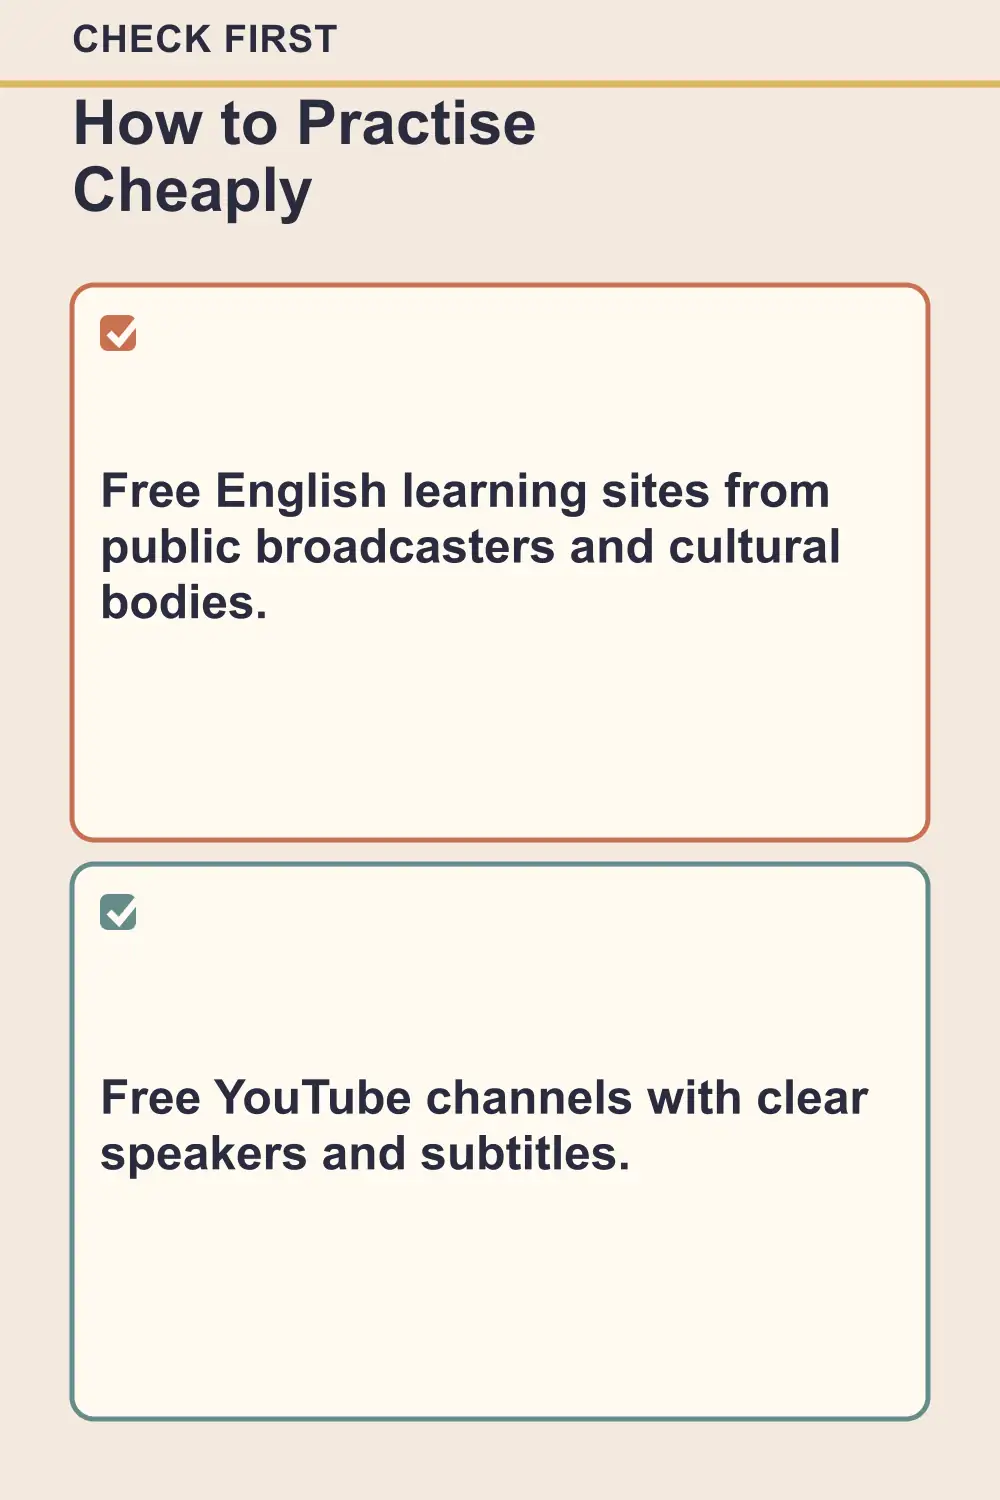 CHECK FIRST
How to Practise
Cheaply
Free English learning sites from
public broadcasters and cultural
bodies.
Free YouTube channels with clear
speakers and subtitles.